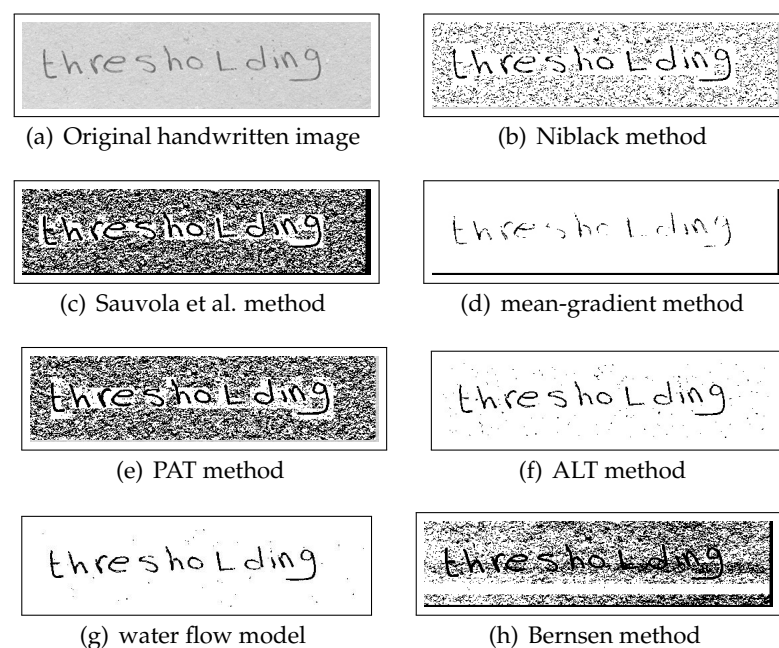 thresholding
thresholding
(a) Original handwritten image
(b) Niblack method
thresholding
thresholding
(c) Sauvola et al. method
(d) mean-gradient method
thresholding
thresholding
(e) PAT method
(f) ALT method
thresholding
thresholding
(g) water flow model
(h) Bernsen method